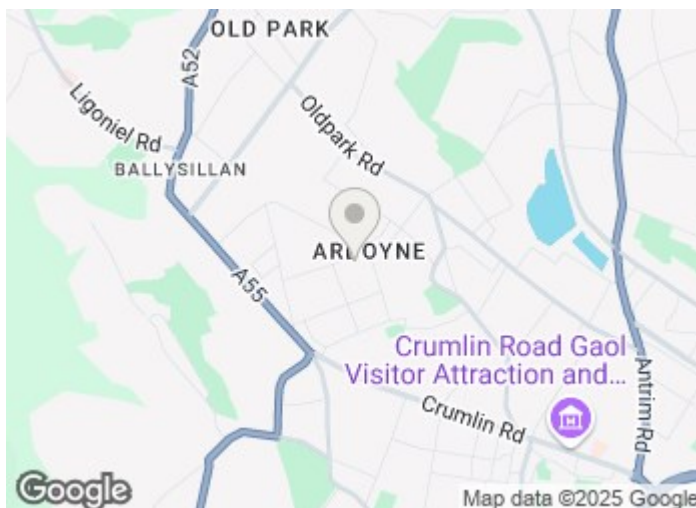 OLD PARK
A52
Ligoniel Rd
Oldpark Rd
BALLYSILLAN
ARDOYNE
A55
Crumlin Road Gaol
Visitor Attraction and...
Antrim Rd
Crumlin Rd
Google
Map data ©2025 Google